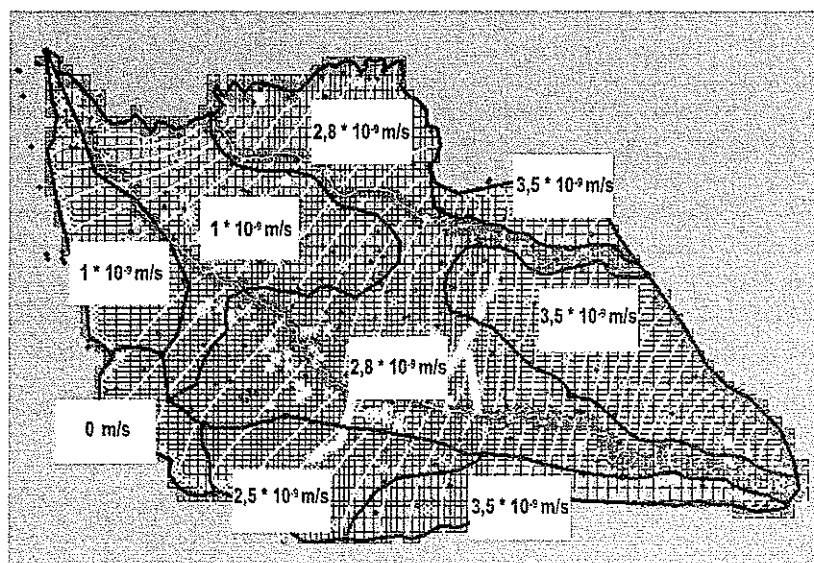 2,8 * 10⁻⁹ m/s
3,5 * 10⁻⁹ m/s
1 * 10⁻⁹ m/s
1 * 10⁻⁹ m/s
3,5 * 10⁻⁹ m/s
2,8 * 10⁻⁹ m/s
0 m/s
2,5 * 10⁻⁹ m/s
3,5 * 10⁻⁹ m/s